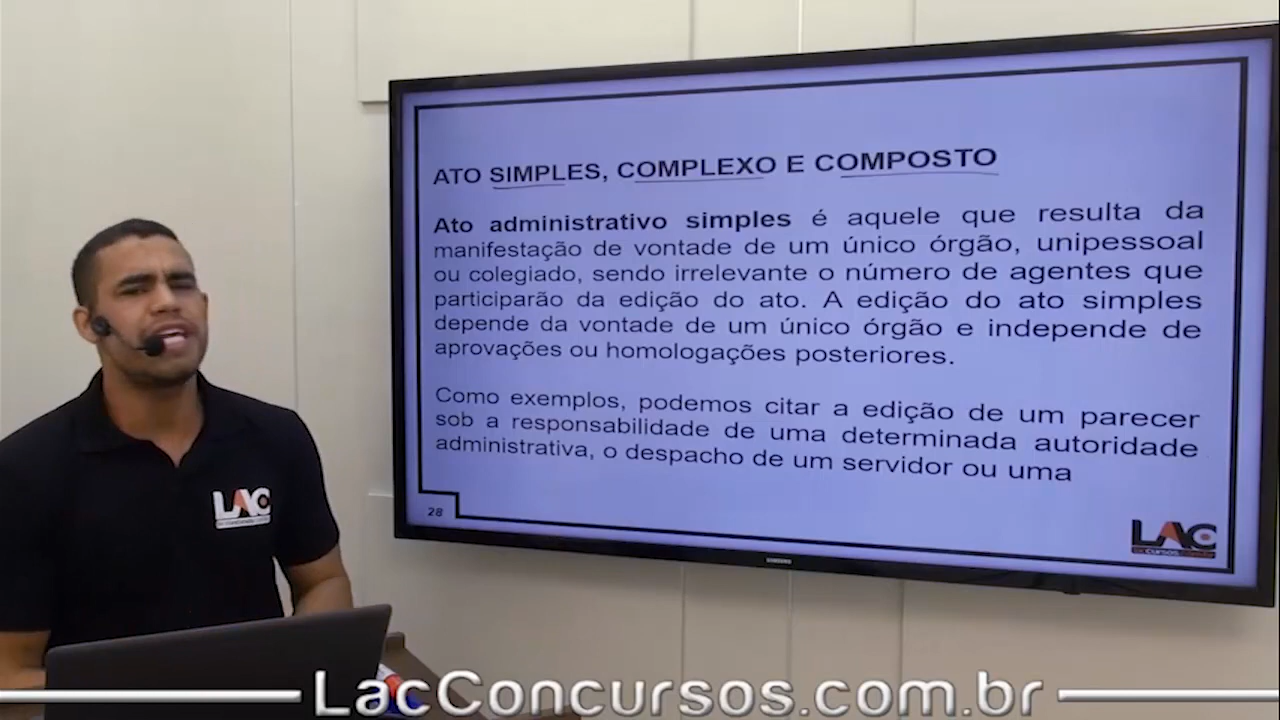 ATO SIMPLES, COMPLEXO E COMPOSTO
Ato administrativo simples é aquele que resulta da
manifestação de vontade de um único órgão, unipessoal
ou colegiado, sendo irrelevante o número de agentes que
participarão da edição do ato. A edição do ato simples
depende da vontade de um único órgão e independe de
aprovações ou homologações posteriores.
Como exemplos, podemos citar a edição de um parecer
sob a responsabilidade de uma determinada autoridade
administrativa, o despacho de um servidor ou uma
28
LAC
LAC
SAMSUNG
LacConcursos.com.br